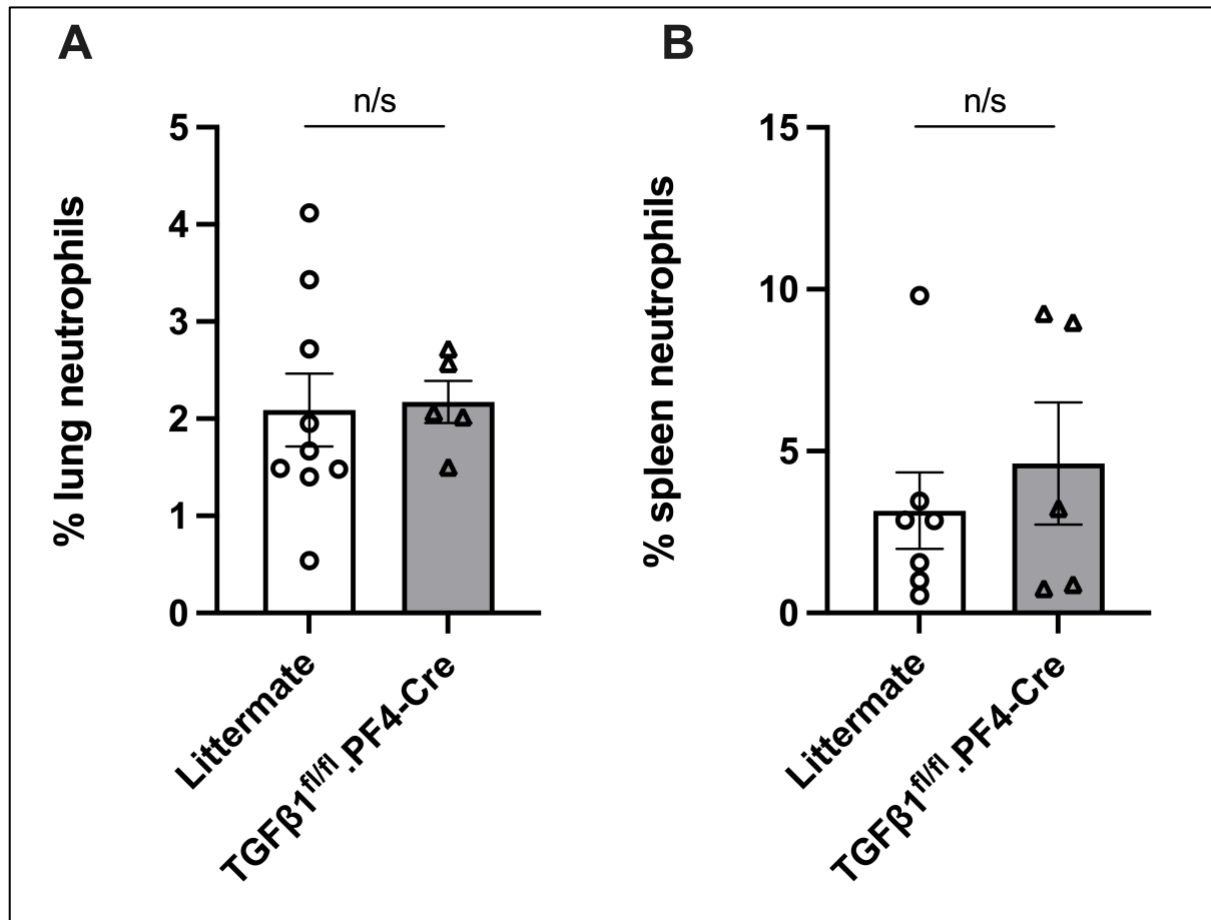 A
n/s
5
4
3
2
1
0
% lung neutrophils
Littermate
TGFβ1fl/fl.PF4-Cre
B
n/s
15
10
5
0
% spleen neutrophils
Littermate
TGFβ1fl/fl.PF4-Cre